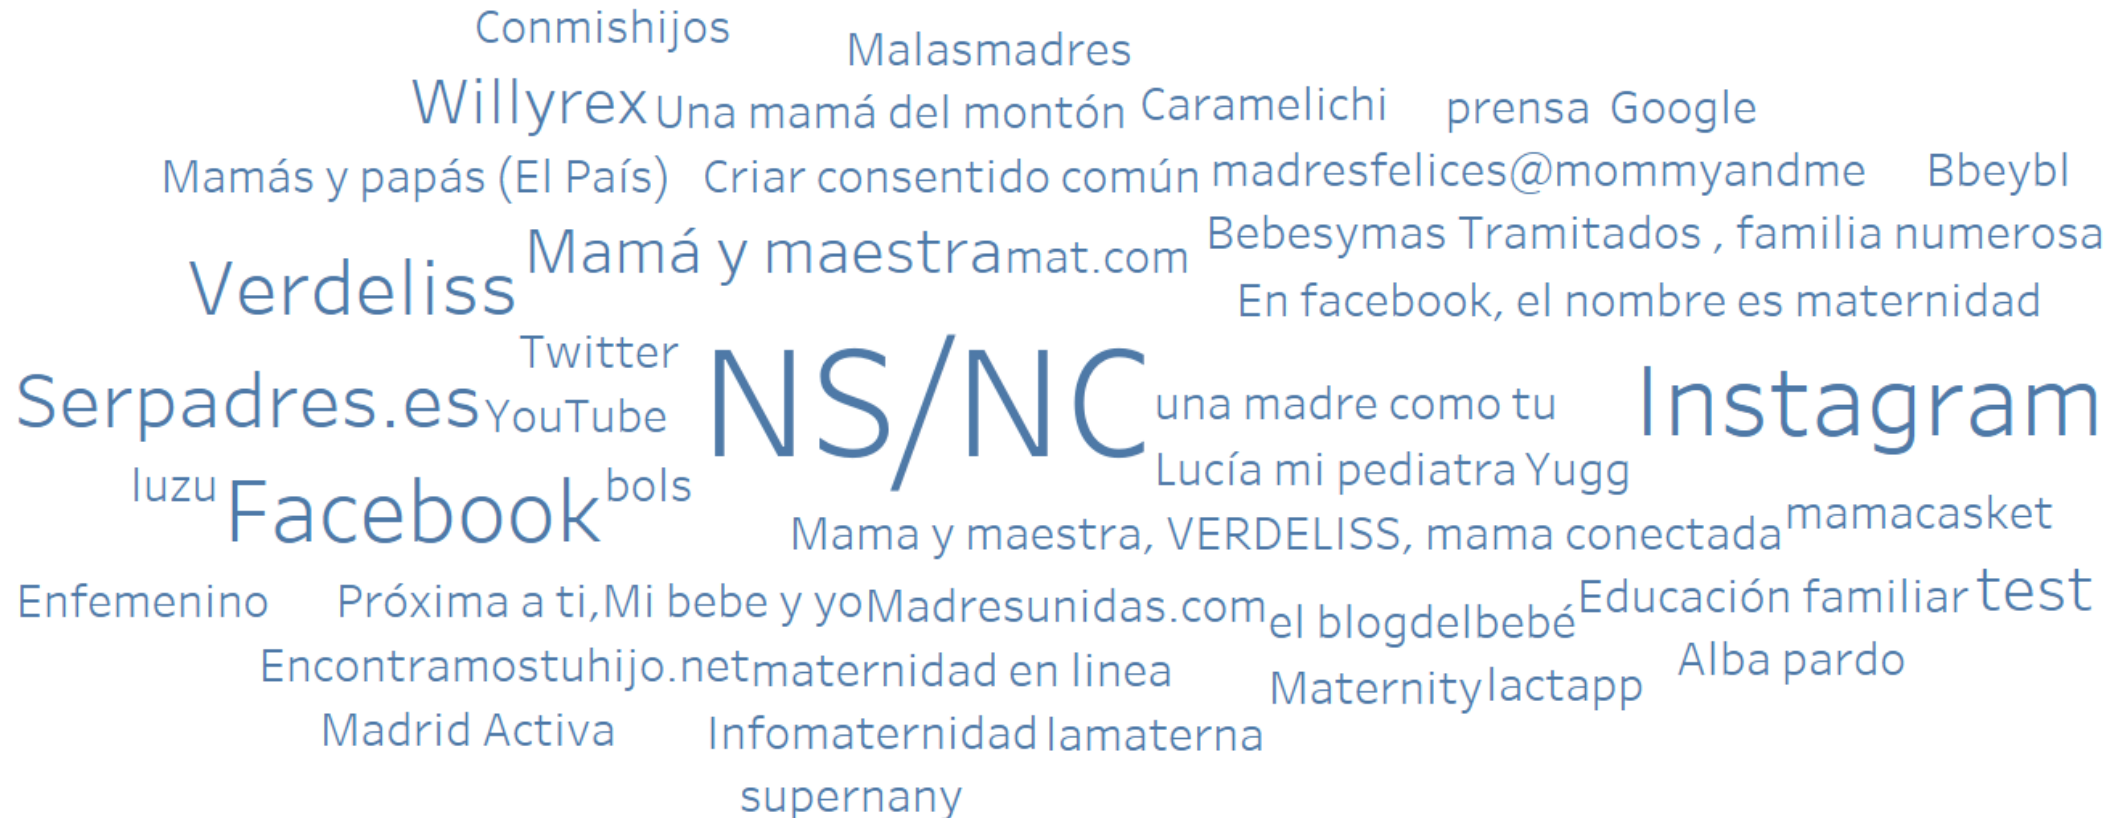 Conmishijos
Malasmadres
Willyrex
Una mamá del montón
Caramelichi
prensa
Google
Mamás y papás (El País)
Criar consentido común
madresfelices@mommyandme
Bbeybl
Mamá y maestra
mat.com
Bebesymas
Tramitados , familia numerosa
Verdeliss
En facebook, el nombre es maternidad
Twitter
NS/NC
Serpadres.es
YouTube
una madre como tu
Instagram
luzu
Facebook
bols
Lucía mi pediatra
Yugg
Mama y maestra, VERDELISS, mama conectada
mamacasket
Enfemenino
Próxima a ti,
Mi bebe y yo
Madresunidas.com
el blogdelbebé
Educación familiar
test
Encontramostuhijo.net
maternidad en linea
Maternity
lactapp
Alba pardo
Madrid Activa
Infomaternidad
lamaterna
supernany